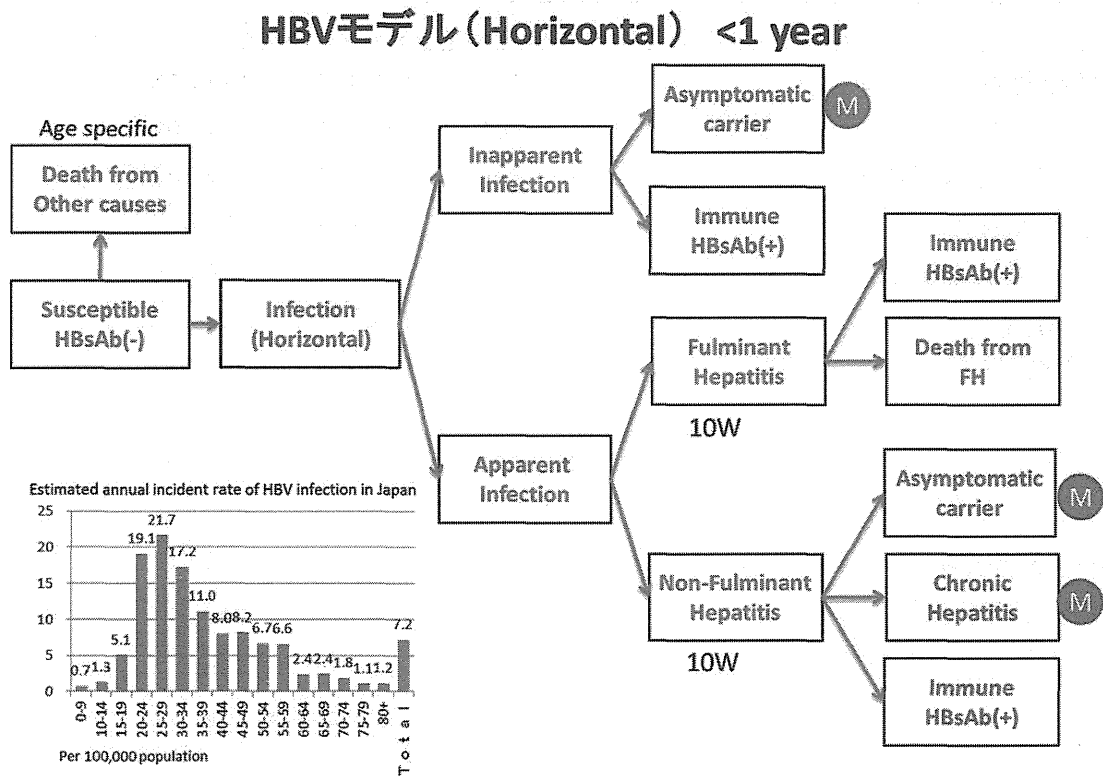 HBVモデル（Horizontal） <1 year
Age specific
Death from
Other causes
Susceptible
HBsAb(-)
Infection
(Horizontal)
Inapparent
Infection
Asymptomatic
carrier
M
Immune
HBsAb(+)
Apparent
Infection
Fulminant
Hepatitis
10W
Immune
HBsAb(+)
Death from
FH
Non-Fulminant
Hepatitis
10W
Asymptomatic
carrier
M
Chronic
Hepatitis
M
Immune
HBsAb(+)
Estimated annual incident rate of HBV infection in Japan
25
20
15
10
5
0
0.7
1.3
5.1
19.1
21.7
17.2
11.0
8.0
8.2
6.7
6.6
2.4
2.4
1.8
1.1
1.2
7.2
0-9
10-14
15-19
20-24
25-29
30-34
35-39
40-44
45-49
50-54
55-59
60-64
65-69
70-74
75-79
80+
Total
Per 100,000 population